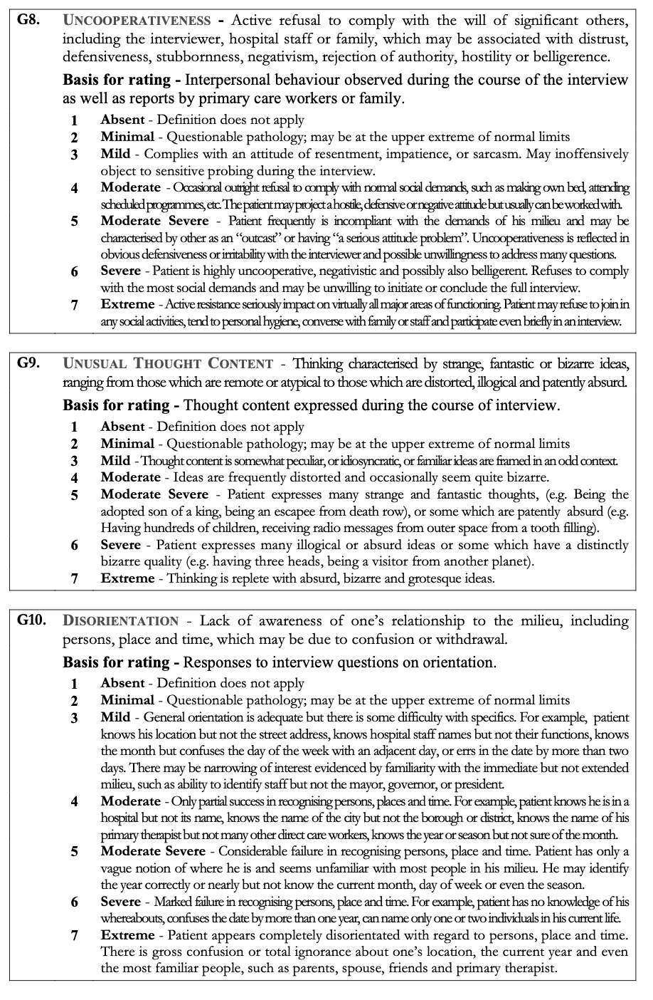 G8. UNCOOPERATIVENESS - Active refusal to comply with the will of significant others,
including the interviewer, hospital staff or family, which may be associated with distrust,
defensiveness, stubbornness, negativism, rejection of authority, hostility or belligerence.
Basis for rating - Interpersonal behaviour observed during the course of the interview
as well as reports by primary care workers or family.
1 Absent - Definition does not apply
2 Minimal - Questionable pathology; may be at the upper extreme of normal limits
3 Mild - Complies with an attitude of resentment, impatience, or sarcasm. May inoffensively
object to sensitive probing during the interview.
4 Moderate - Occasional outright refusal to comply with normal social demands, such as making own bed, attending
scheduled programmes, etc. The patient may project a hostile, defensive or negative attitude but usually can be worked with.
5 Moderate Severe - Patient frequently is incompliant with the demands of his milieu and may be
characterised by other as an “outcast” or having “a serious attitude problem”. Uncooperativeness is reflected in
obvious defensiveness or irritability with the interviewer and possible unwillingness to address many questions.
6 Severe - Patient is highly uncooperative, negativistic and possibly also belligerent. Refuses to comply
with the most social demands and may be unwilling to initiate or conclude the full interview.
7 Extreme - Active resistance seriously impact on virtually all major areas of functioning. Patient may refuse to join in
any social activities, tend to personal hygiene, converse with family or staff and participate even briefly in an interview.
G9. UNUSUAL THOUGHT CONTENT - Thinking characterised by strange, fantastic or bizarre ideas,
ranging from those which are remote or atypical to those which are distorted, illogical and patently absurd.
Basis for rating - Thought content expressed during the course of interview.
1 Absent - Definition does not apply
2 Minimal - Questionable pathology; may be at the upper extreme of normal limits
3 Mild - Thought content is somewhat peculiar, or idiosyncratic, or familiar ideas are framed in an odd context.
4 Moderate - Ideas are frequently distorted and occasionally seem quite bizarre.
5 Moderate Severe - Patient expresses many strange and fantastic thoughts, (e.g. Being the
adopted son of a king, being an escapee from death row), or some which are patently absurd (e.g.
Having hundreds of children, receiving radio messages from outer space from a tooth filling).
6 Severe - Patient expresses many illogical or absurd ideas or some which have a distinctly
bizarre quality (e.g. having three heads, being a visitor from another planet).
7 Extreme - Thinking is replete with absurd, bizarre and grotesque ideas.
G10. DISORIENTATION - Lack of awareness of one’s relationship to the milieu, including
persons, place and time, which may be due to confusion or withdrawal.
Basis for rating - Responses to interview questions on orientation.
1 Absent - Definition does not apply
2 Minimal - Questionable pathology; may be at the upper extreme of normal limits
3 Mild - General orientation is adequate but there is some difficulty with specifics. For example, patient
knows his location but not the street address, knows hospital staff names but not their functions, knows
the month but confuses the day of the week with an adjacent day, or errs in the date by more than two
days. There may be narrowing of interest evidenced by familiarity with the immediate but not extended
milieu, such as ability to identify staff but not the mayor, governor, or president.
4 Moderate - Only partial success in recognising persons, places and time. For example, patient knows he is in a
hospital but not its name, knows the name of the city but not the borough or district, knows the name of his
primary therapist but not many other direct care workers, knows the year or season but not sure of the month.
5 Moderate Severe - Considerable failure in recognising persons, place and time. Patient has only a
vague notion of where he is and seems unfamiliar with most people in his milieu. He may identify
the year correctly or nearly but not know the current month, day of week or even the season.
6 Severe - Marked failure in recognising persons, place and time. For example, patient has no knowledge of his
whereabouts, confuses the date by more than one year, can name only one or two individuals in his current life.
7 Extreme - Patient appears completely disorientated with regard to persons, place and time.
There is gross confusion or total ignorance about one’s location, the current year and even
the most familiar people, such as parents, spouse, friends and primary therapist.